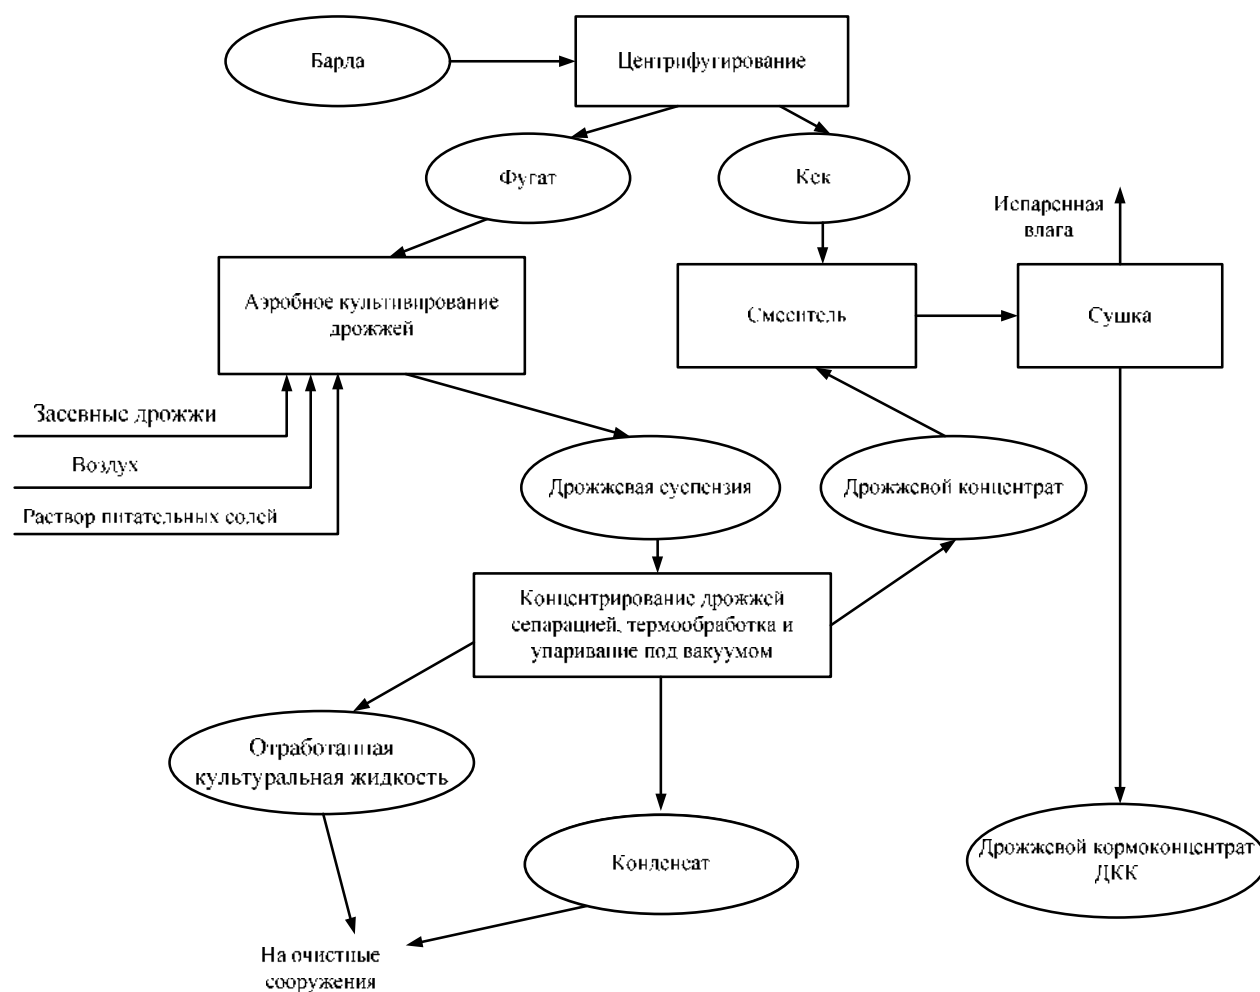 Барда
Центрифугирование
Фугат
Кек
Испаренная
влага
Аэробное культивирование
дрожжей
Смеситель
Сушка
Засевные дрожжи
Воздух
Раствор питательных солей
Дрожжевая суспензия
Дрожжевой концентрат
Концентрирование дрожжей
сепарацией, термообработка и
упаривание под вакуумом
Отработанная
культуральная жидкость
Конденсат
Дрожжевой кормоконцентрат
ДКК
На очистные
сооружения